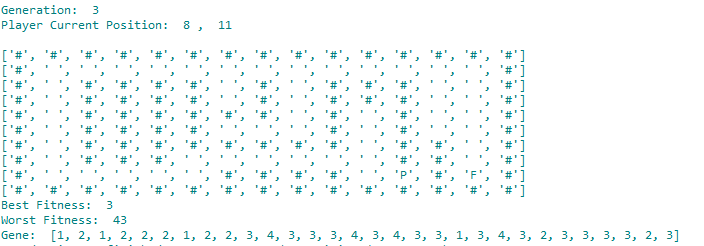 Generation:  3
Player Current Position:  8 ,  11
['#', '#', '#', '#', '#', '#', '#', '#', '#', '#', '#', '#', '#', '#', '#']
['#', ' ', ' ', ' ', ' ', ' ', ' ', ' ', ' ', ' ', ' ', ' ', ' ', ' ', '#']
['#', ' ', '#', '#', '#', '#', ' ', '#', ' ', '#', '#', '#', ' ', ' ', '#']
['#', ' ', '#', '#', '#', '#', ' ', '#', ' ', '#', '#', '#', ' ', ' ', '#']
['#', ' ', '#', '#', '#', '#', '#', '#', ' ', '#', ' ', ' ', ' ', ' ', '#']
['#', ' ', '#', '#', '#', '#', ' ', ' ', ' ', '#', ' ', '#', ' ', ' ', '#']
['#', ' ', '#', '#', '#', '#', ' ', '#', '#', '#', ' ', '#', '#', ' ', '#']
['#', ' ', '#', '#', '#', ' ', ' ', ' ', ' ', ' ', ' ', '#', '#', ' ', '#']
['#', ' ', ' ', ' ', ' ', ' ', '#', '#', '#', '#', ' ', 'P', '#', 'F', '#']
['#', '#', '#', '#', '#', '#', '#', '#', '#', '#', '#', '#', '#', '#', '#']
Best Fitness:  3
Worst Fitness:  43
Gene:  [1, 2, 1, 2, 2, 2, 1, 2, 2, 3, 4, 3, 3, 3, 4, 3, 4, 3, 3, 1, 3, 4, 3, 2, 3, 3, 3, 3, 2, 3]